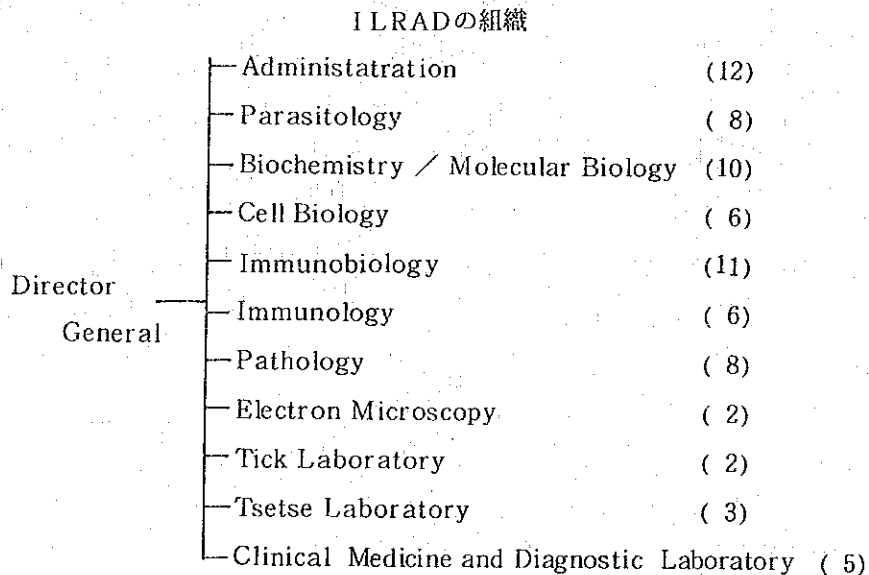 ILRADの組織
Administatration (12)
Parasitology ( 8)
Biochemistry / Molecular Biology (10)
Cell Biology ( 6)
Immunobiology (11)
Director General
Immunology ( 6)
Pathology ( 8)
Electron Microscopy ( 2)
Tick Laboratory ( 2)
Tsetse Laboratory ( 3)
Clinical Medicine and Diagnostic Laboratory ( 5)